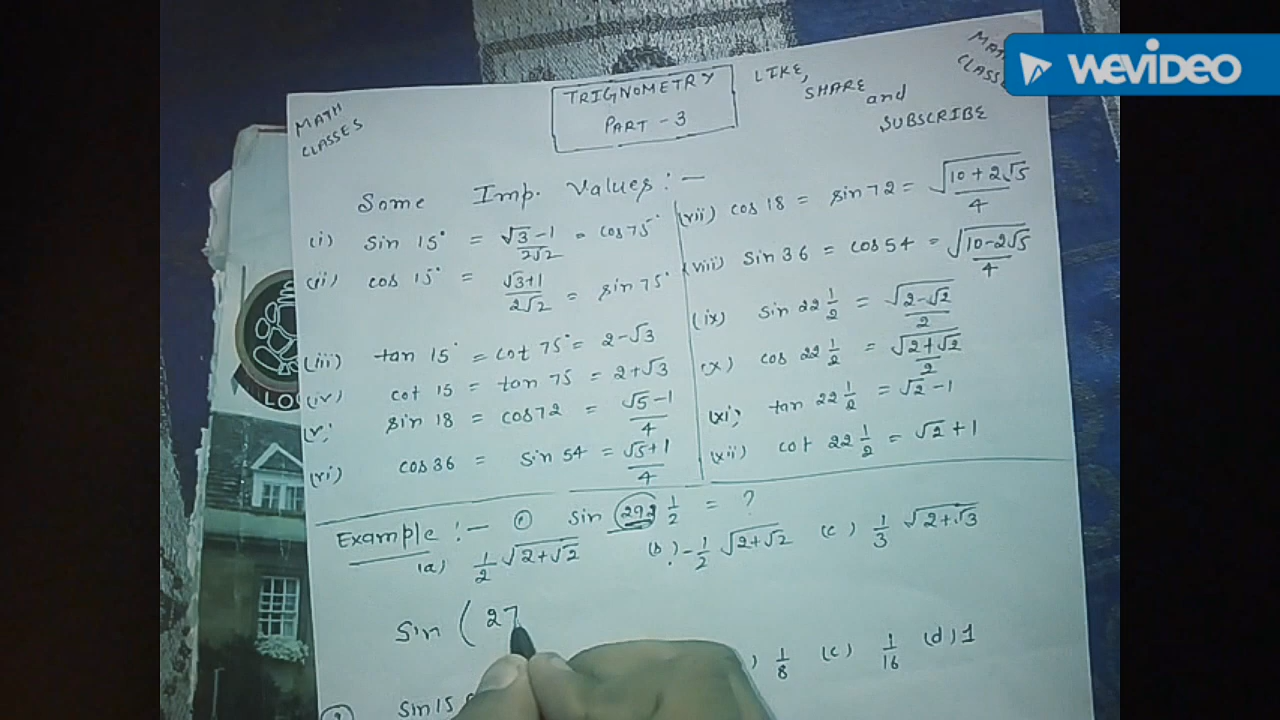 WEVIDEO
MATH
CLASSES
TRIGNOMETRY
PART - 3
LIKE,
SHARE
and
SUBSCRIBE
MAT
CLASS
Some Imp. Values :-
(i) sin 15° = √3-1/2√2 = cos 75°
(ii) cos 15° = √3+1/2√2 = sin 75°
(iii) tan 15° = cot 75° = 2-√3
(iv) cot 15 = tan 75 = 2+√3
(v) sin 18 = cos 72 = √5-1/4
(vi) cos 36 = sin 54 = √5+1/4
(vii) cos 18 = sin 72 = √10+2√5/4
(viii) sin 36 = cos 54 = √10-2√5/4
(ix) sin 22 1/2 = √2-√2/2
(x) cos 22 1/2 = √2+√2/2
(xi) tan 22 1/2 = √2-1
(xii) cot 22 1/2 = √2+1
Example :- ① sin 292 1/2 = ?
(a) 1/2 √2+√2 (b) -1/2 √2+√2 (c) 1/3 √2+√3
sin ( 27
) 1/8 (c) 1/16 (d) 1
sin 15
LO